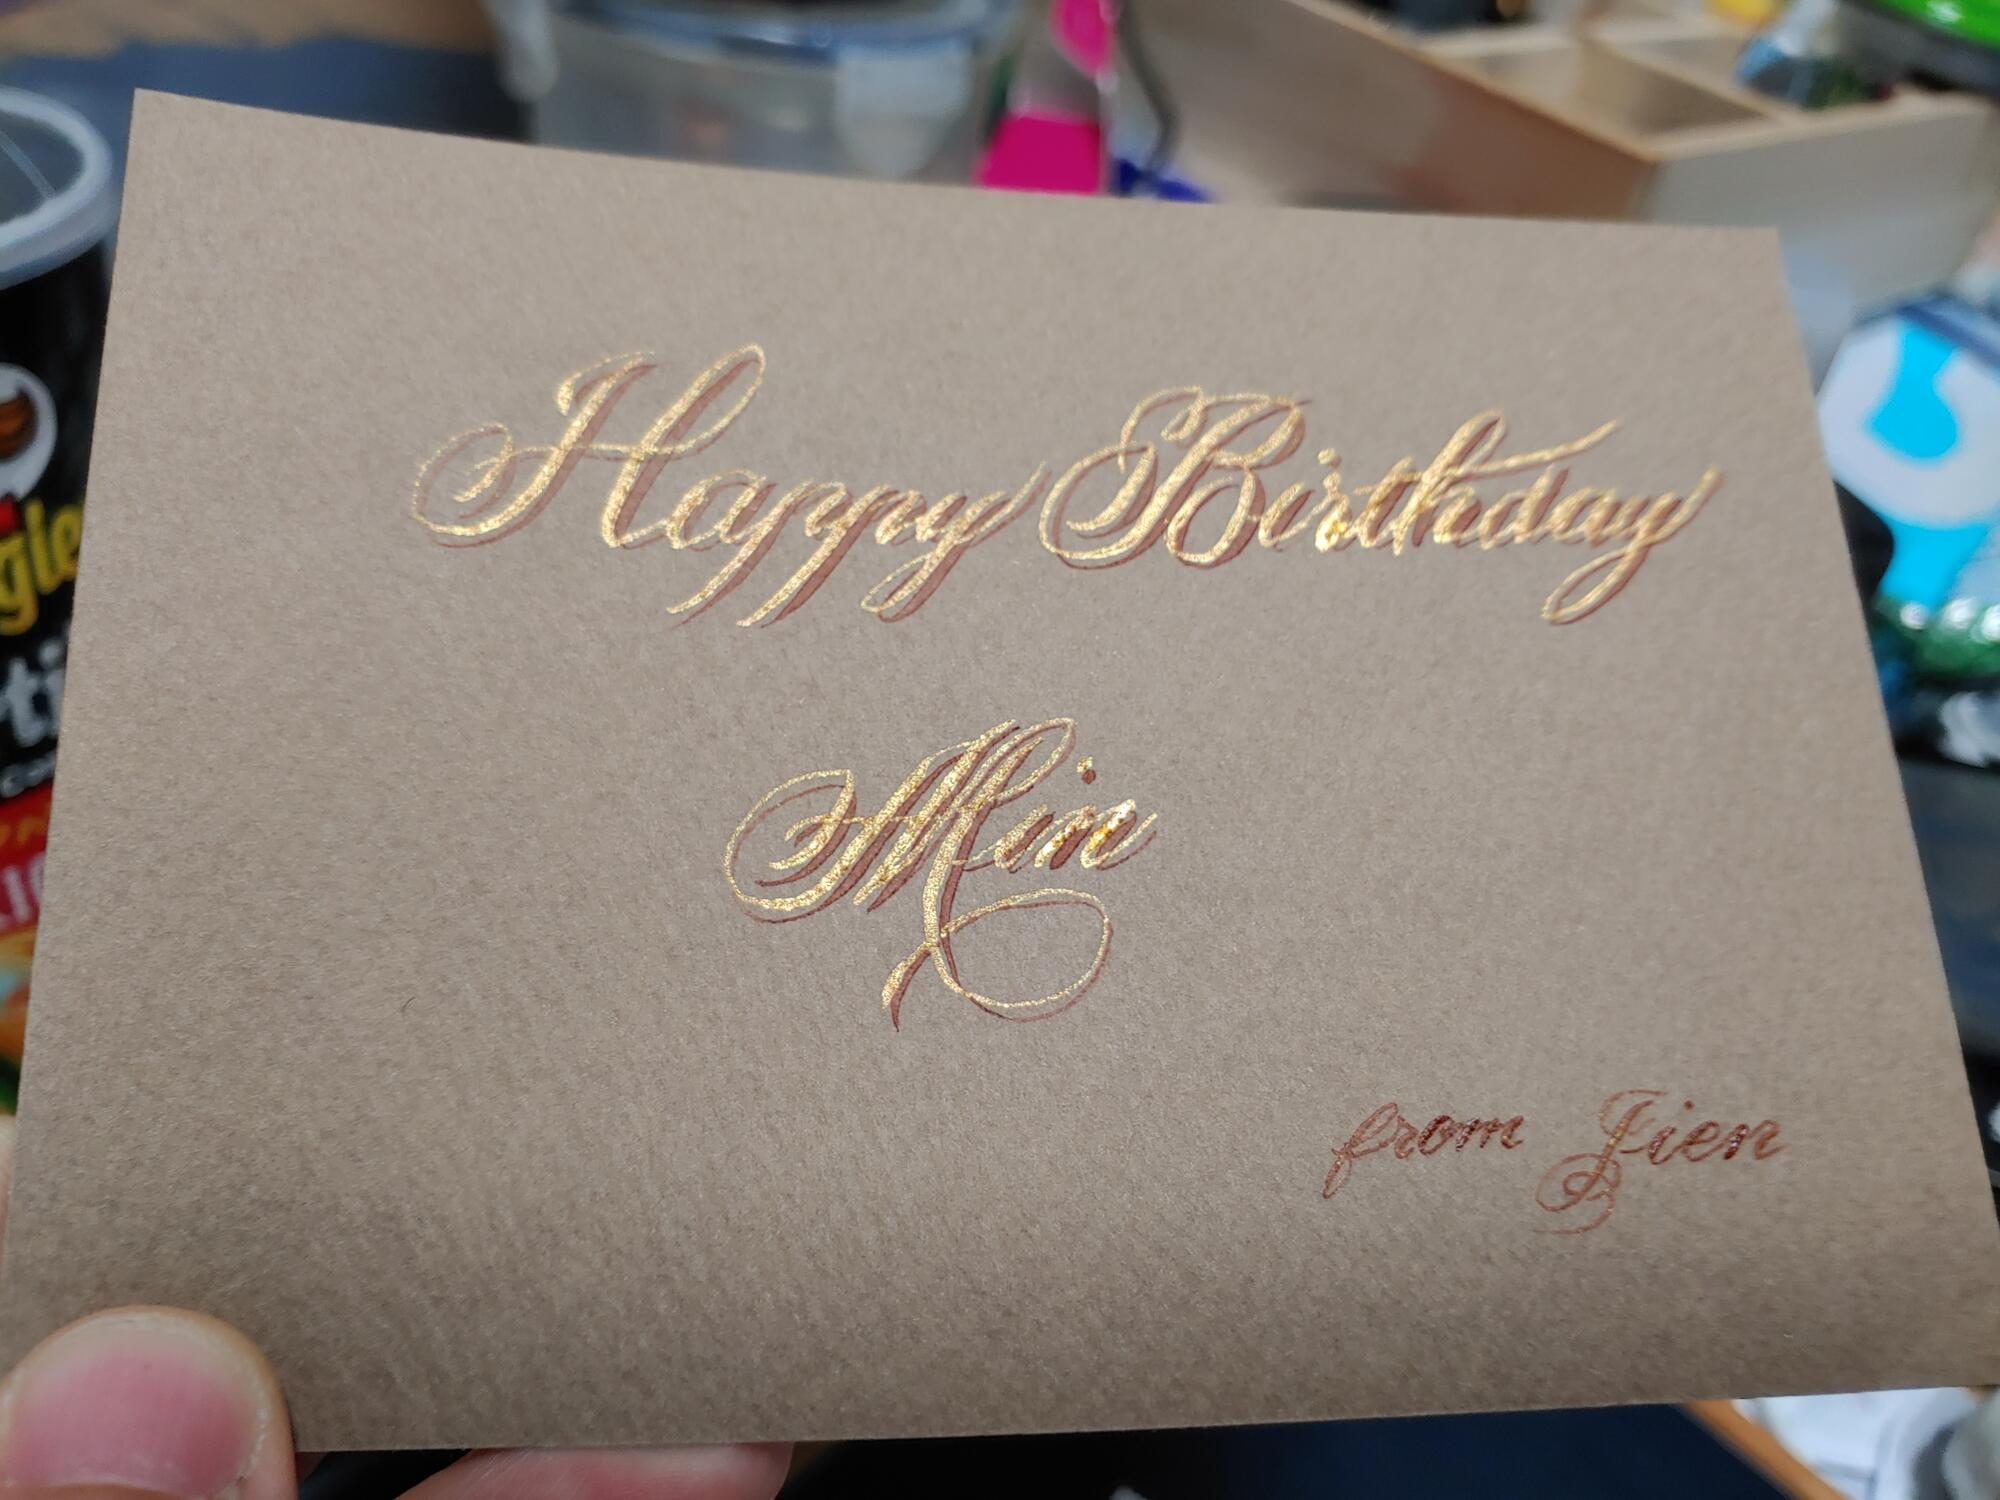 Happy Birthday
Min
from Jien